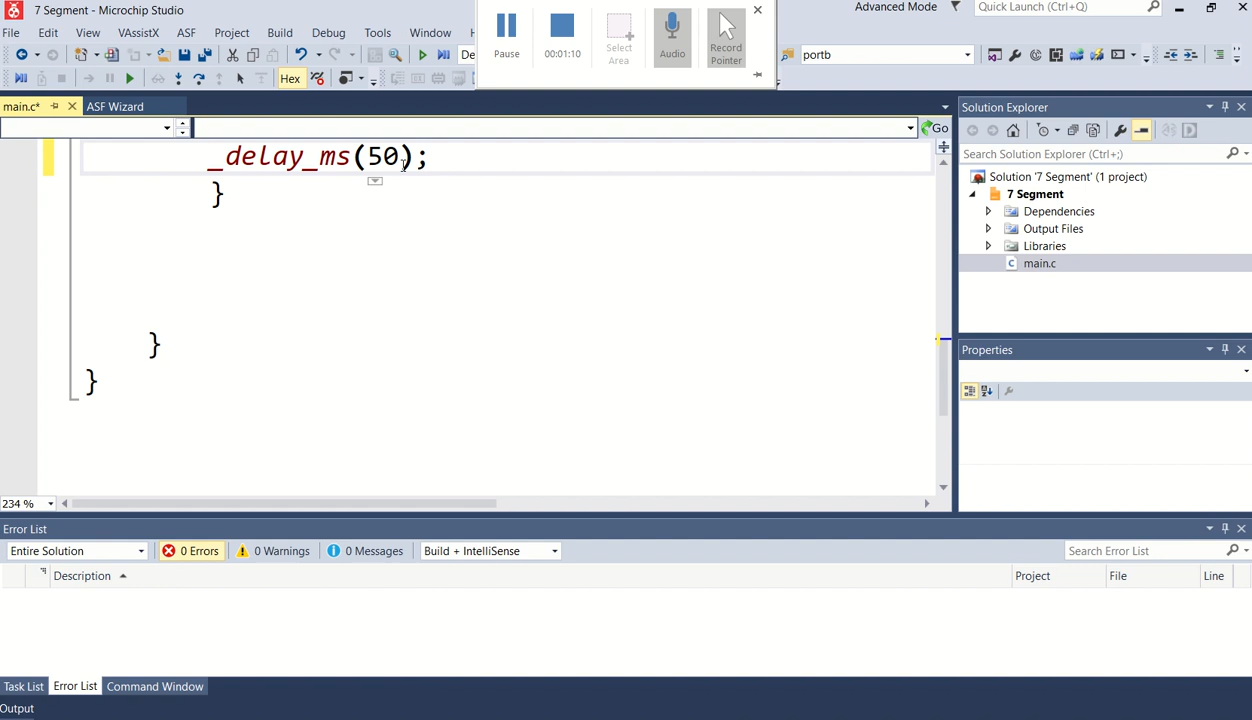 7 Segment - Microchip Studio
Advanced Mode
Quick Launch (Ctrl+Q)
File Edit View VAssistX ASF Project Build Debug Tools Window H
Pause
00:01:10
Select Area
Audio
Record Pointer
De
portb
Hex
main.c*
ASF Wizard
Go
_delay_ms(50);
}
}
}
234 %
Solution Explorer
Search Solution Explorer (Ctrl+;)
Solution '7 Segment' (1 project)
7 Segment
Dependencies
Output Files
Libraries
main.c
Properties
Error List
Entire Solution
0 Errors
0 Warnings
0 Messages
Build + IntelliSense
Search Error List
Description
Project
File
Line
Task List
Error List
Command Window
Output